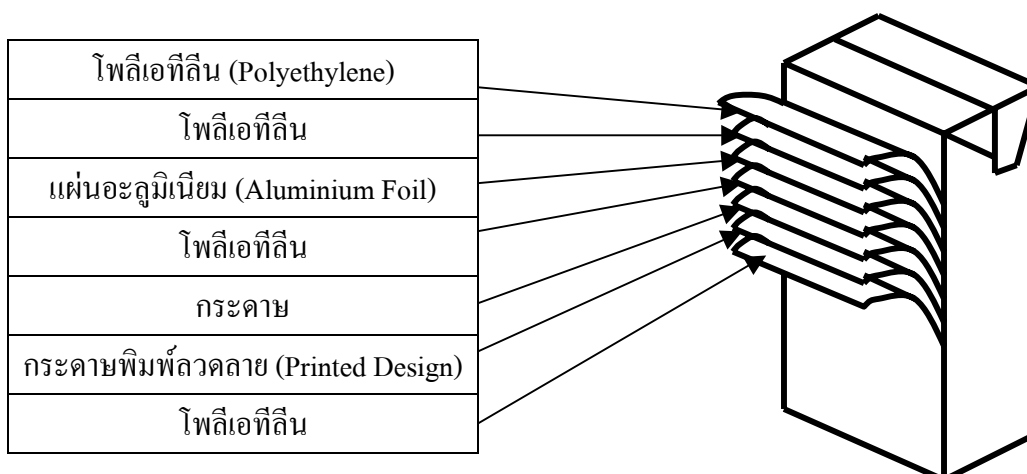 โพลีเอทีลีน (Polyethylene)
โพลีเอทีลีน
แผ่นอะลูมิเนียม (Aluminium Foil)
โพลีเอทีลีน
กระดาษ
กระดาษพิมพ์ลวดลาย (Printed Design)
โพลีเอทีลีน